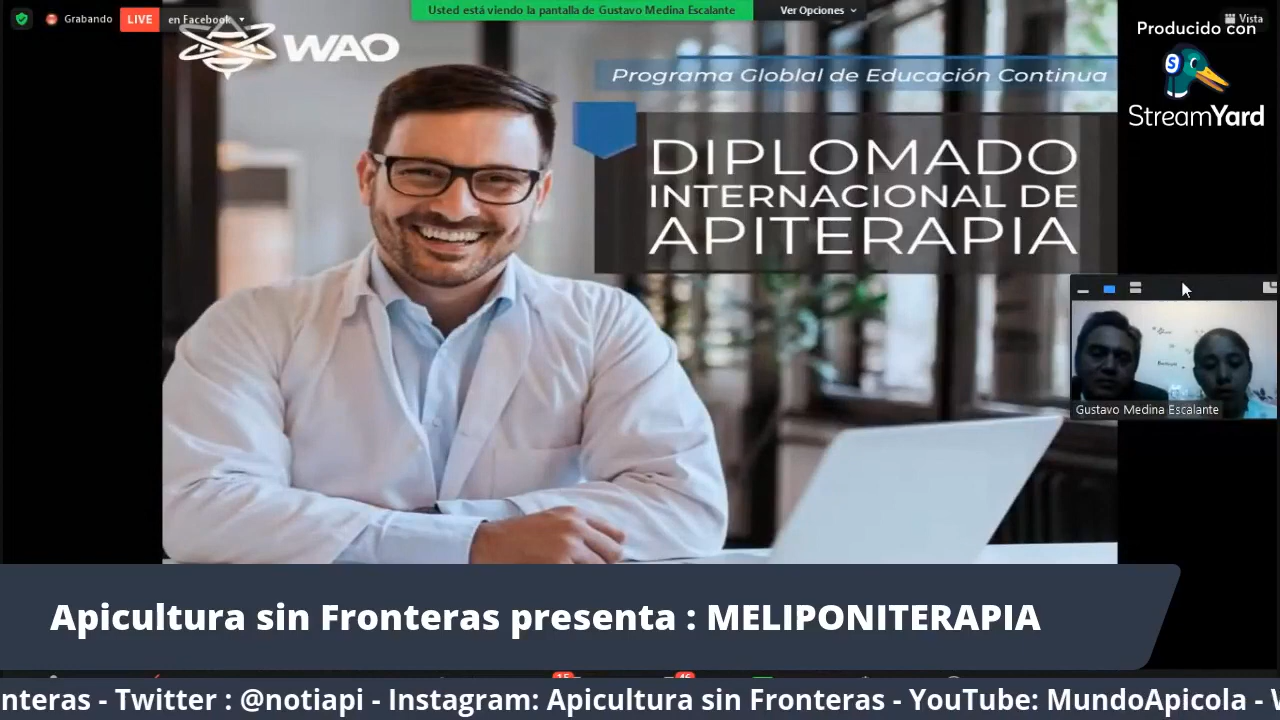 Grabando
LIVE
en Facebook
Usted está viendo la pantalla de Gustavo Medina Escalante
Ver Opciones
Vista
Producido con
StreamYard
WAO
Programa Globlal de Educación Continua
DIPLOMADO
INTERNACIONAL DE
APITERAPIA
Gustavo Medina Escalante
Apicultura sin Fronteras presenta : MELIPONITERAPIA
nteras - Twitter : @notiapi - Instagram: Apicultura sin Fronteras - YouTube: MundoApicola -